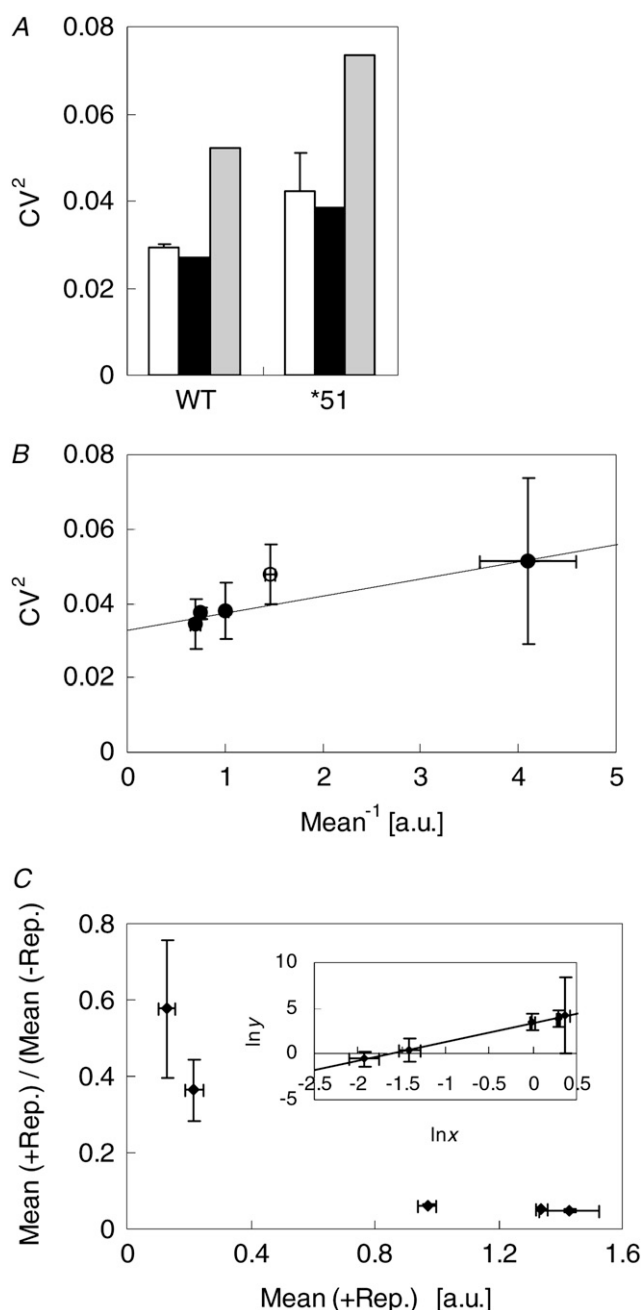 A
0.08
0.06
0.04
0.02
0
CV²
WT
*51
B
0.08
0.06
0.04
0.02
0
CV²
0 1 2 3 4 5
Mean⁻¹ [a.u.]
C
0.8
0.6
0.4
0.2
0
Mean (+Rep.) / (Mean (-Rep.)
10
5
0
-5
ln y
-2.5 -2 -1.5 -1 -0.5 0 0.5
ln x
0 0.4 0.8 1.2 1.6
Mean (+Rep.) [a.u.]